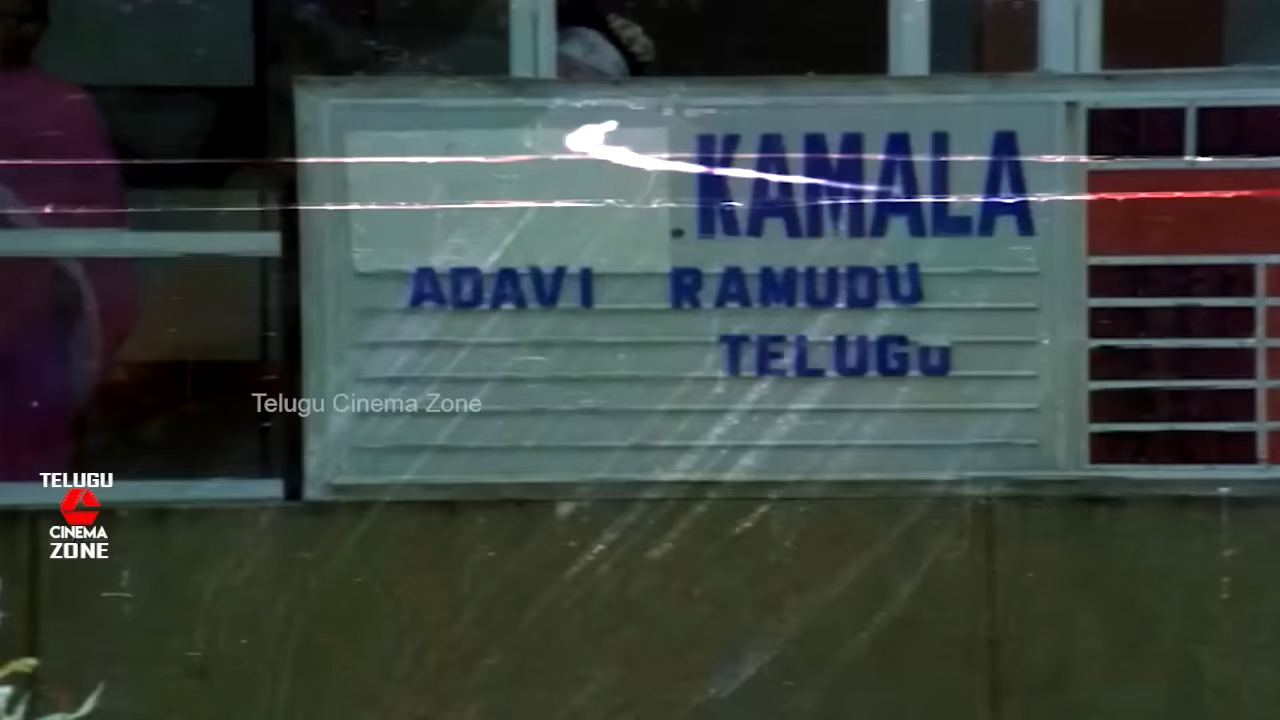 .KAMALA
ADAVI RAMUDU
TELUGU
Telugu Cinema Zone
TELUGU
CINEMA
ZONE